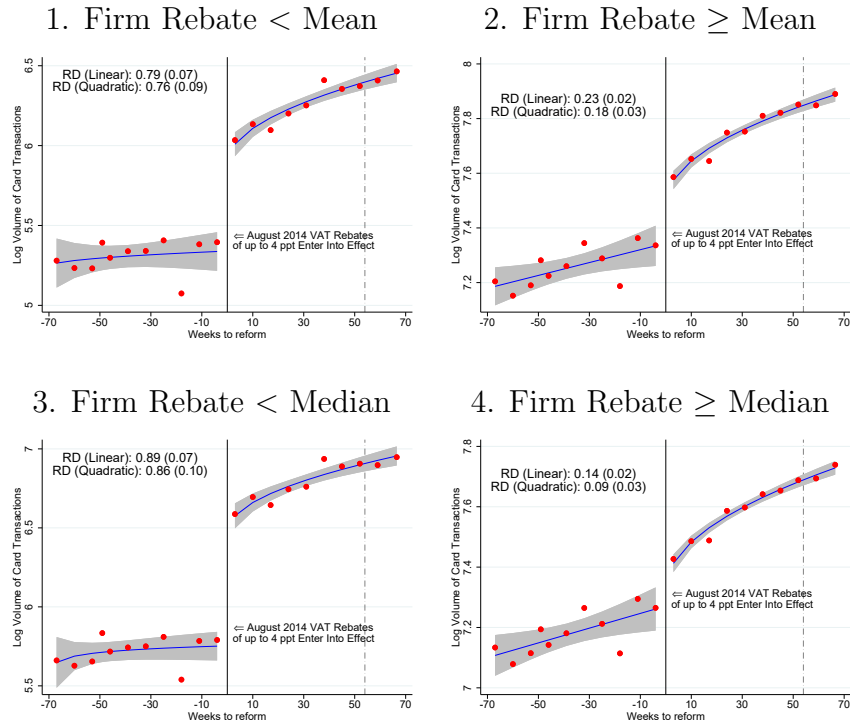 1. Firm Rebate < Mean
RD (Linear): 0.79 (0.07)
RD (Quadratic): 0.76 (0.09)
Log Volume of Card Transactions
6.5
6
5.5
5
⇐ August 2014 VAT Rebates
of up to 4 ppt Enter Into Effect
-70 -50 -30 -10 10 30 50 70
Weeks to reform
2. Firm Rebate ≥ Mean
RD (Linear): 0.23 (0.02)
RD (Quadratic): 0.18 (0.03)
Log Volume of Card Transactions
8
7.8
7.6
7.4
7.2
⇐ August 2014 VAT Rebates
of up to 4 ppt Enter Into Effect
-70 -50 -30 -10 10 30 50 70
Weeks to reform
3. Firm Rebate < Median
RD (Linear): 0.89 (0.07)
RD (Quadratic): 0.86 (0.10)
Log Volume of Card Transactions
7
6.5
6
5.5
⇐ August 2014 VAT Rebates
of up to 4 ppt Enter Into Effect
-70 -50 -30 -10 10 30 50 70
Weeks to reform
4. Firm Rebate ≥ Median
RD (Linear): 0.14 (0.02)
RD (Quadratic): 0.09 (0.03)
Log Volume of Card Transactions
7.8
7.6
7.4
7.2
7
⇐ August 2014 VAT Rebates
of up to 4 ppt Enter Into Effect
-70 -50 -30 -10 10 30 50 70
Weeks to reform